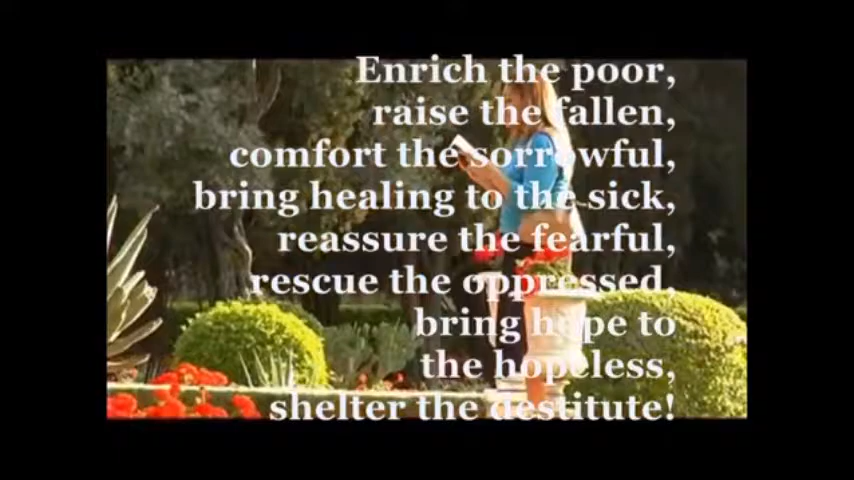 Enrich the poor,
raise the fallen,
comfort the sorrowful,
bring healing to the sick,
reassure the fearful,
rescue the oppressed,
bring hope to
the hopeless,
shelter the destitute!